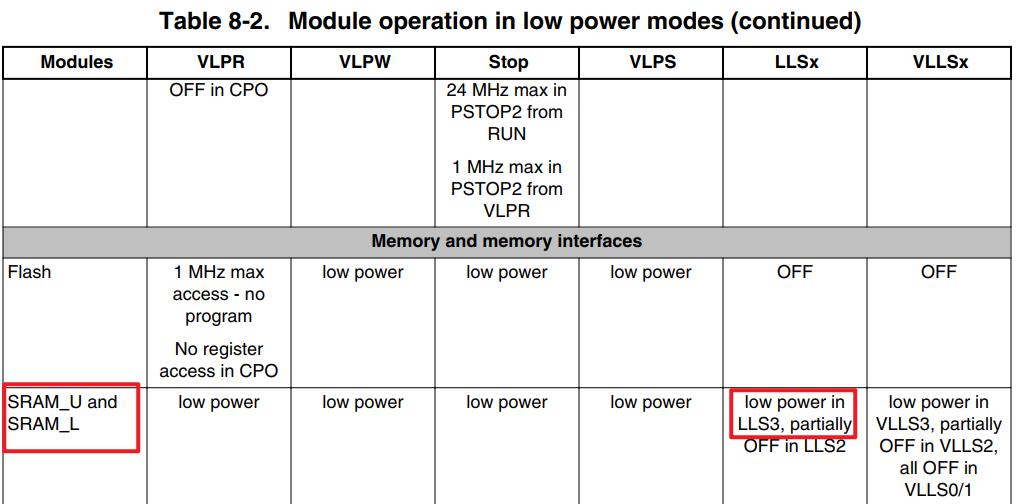 Table 8-2. Module operation in low power modes (continued)
Modules VLPR VLPW Stop VLPS LLSx VLLSx
OFF in CPO
24 MHz max in
PSTOP2 from
RUN
1 MHz max in
PSTOP2 from
VLPR
Memory and memory interfaces
Flash
1 MHz max
access - no
program
No register
access in CPO
low power
low power
low power
OFF
OFF
SRAM_U and
SRAM_L
low power
low power
low power
low power
low power in
LLS3, partially
OFF in LLS2
low power in
VLLS3, partially
OFF in VLLS2,
all OFF in
VLLS0/1